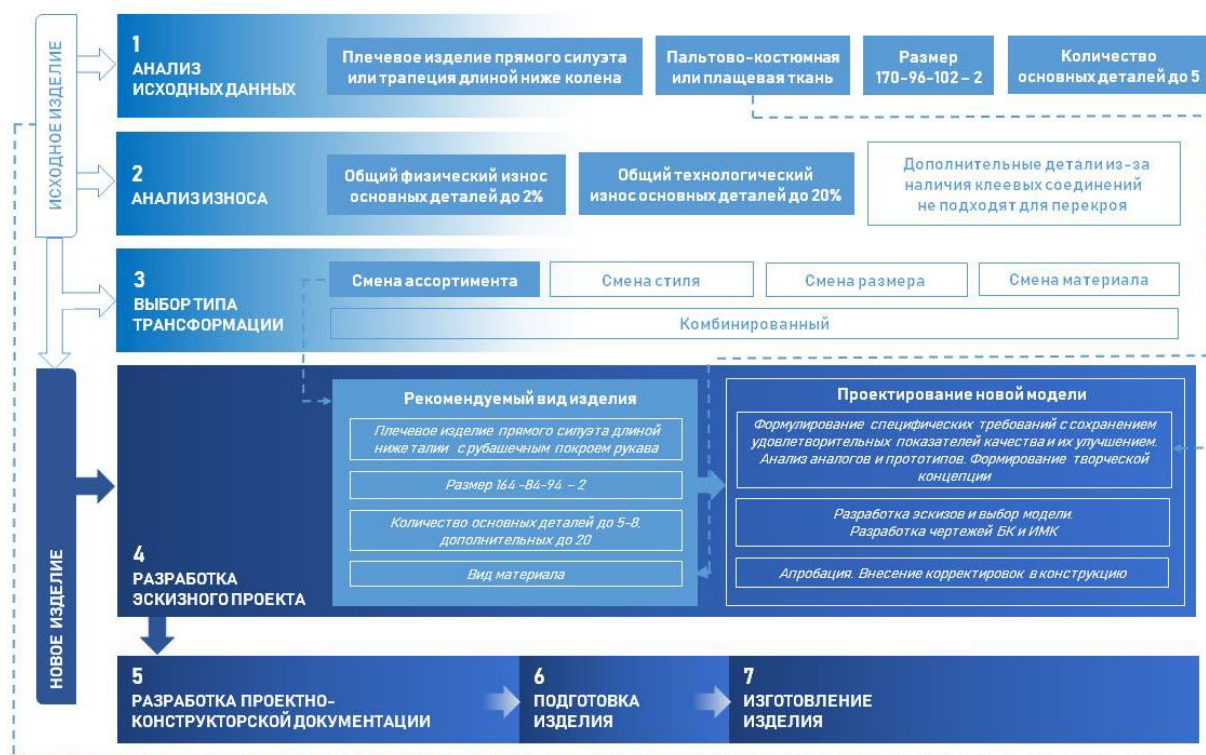 ИСХОДНОЕ ИЗДЕЛИЕ
1
АНАЛИЗ
ИСХОДНЫХ ДАННЫХ
Плечевое изделие прямого силуэта
или трапеция длиной ниже колена
Пальтово-костюмная
или плащевая ткань
Размер
170-96-102 – 2
Количество
основных деталей до 5
2
АНАЛИЗ ИЗНОСА
Общий физический износ
основных деталей до 2%
Общий технологический
износ основных деталей до 20%
Дополнительные детали из-за
наличия клеевых соединений
не подходят для перекроя
3
ВЫБОР ТИПА
ТРАНСФОРМАЦИИ
Смена ассортимента
Смена стиля
Смена размера
Смена материала
Комбинированный
НОВОЕ ИЗДЕЛИЕ
4
РАЗРАБОТКА
ЭСКИЗНОГО ПРОЕКТА
Рекомендуемый вид изделия
Плечевое изделие прямого силуэта длиной
ниже талии с рубашечным покроем рукава
Размер 164 -84-94 – 2
Количество основных деталей до 5-8,
дополнительных до 20
Вид материала
Проектирование новой модели
Формулирование специфических требований с сохранением
удовлетворительных показателей качества и их улучшением.
Анализ аналогов и прототипов. Формирование творческой
концепции
Разработка эскизов и выбор модели.
Разработка чертежей БК и ИМК
Апробация. Внесение корректировок в конструкцию
5
РАЗРАБОТКА ПРОЕКТНО-
КОНСТРУКТОРСКОЙ ДОКУМЕНТАЦИИ
6
ПОДГОТОВКА
ИЗДЕЛИЯ
7
ИЗГОТОВЛЕНИЕ
ИЗДЕЛИЯ